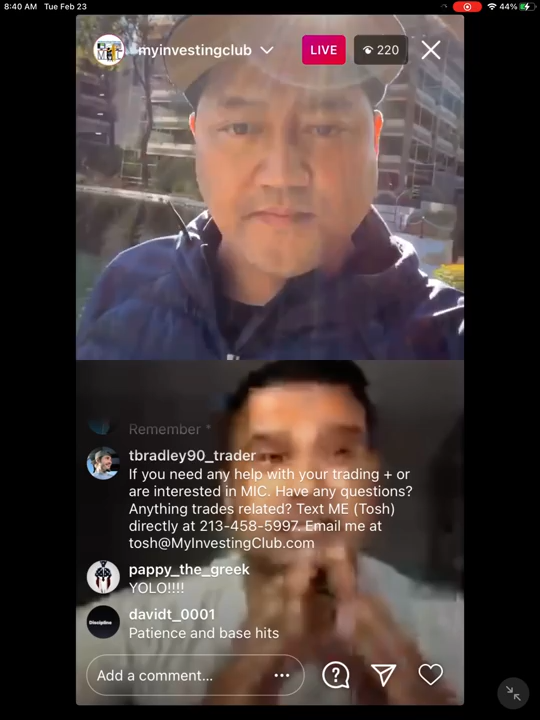 8:40 AM Tue Feb 23
44%
myinvestingclub
LIVE
220
Remember *
tbradley90_trader
If you need any help with your trading + or
are interested in MIC. Have any questions?
Anything trades related? Text ME (Tosh)
directly at 213-458-5997. Email me at
tosh@MyInvestingClub.com
pappy_the_greek
YOLO!!!!
Discipline
davidt_0001
Patience and base hits
Add a comment...